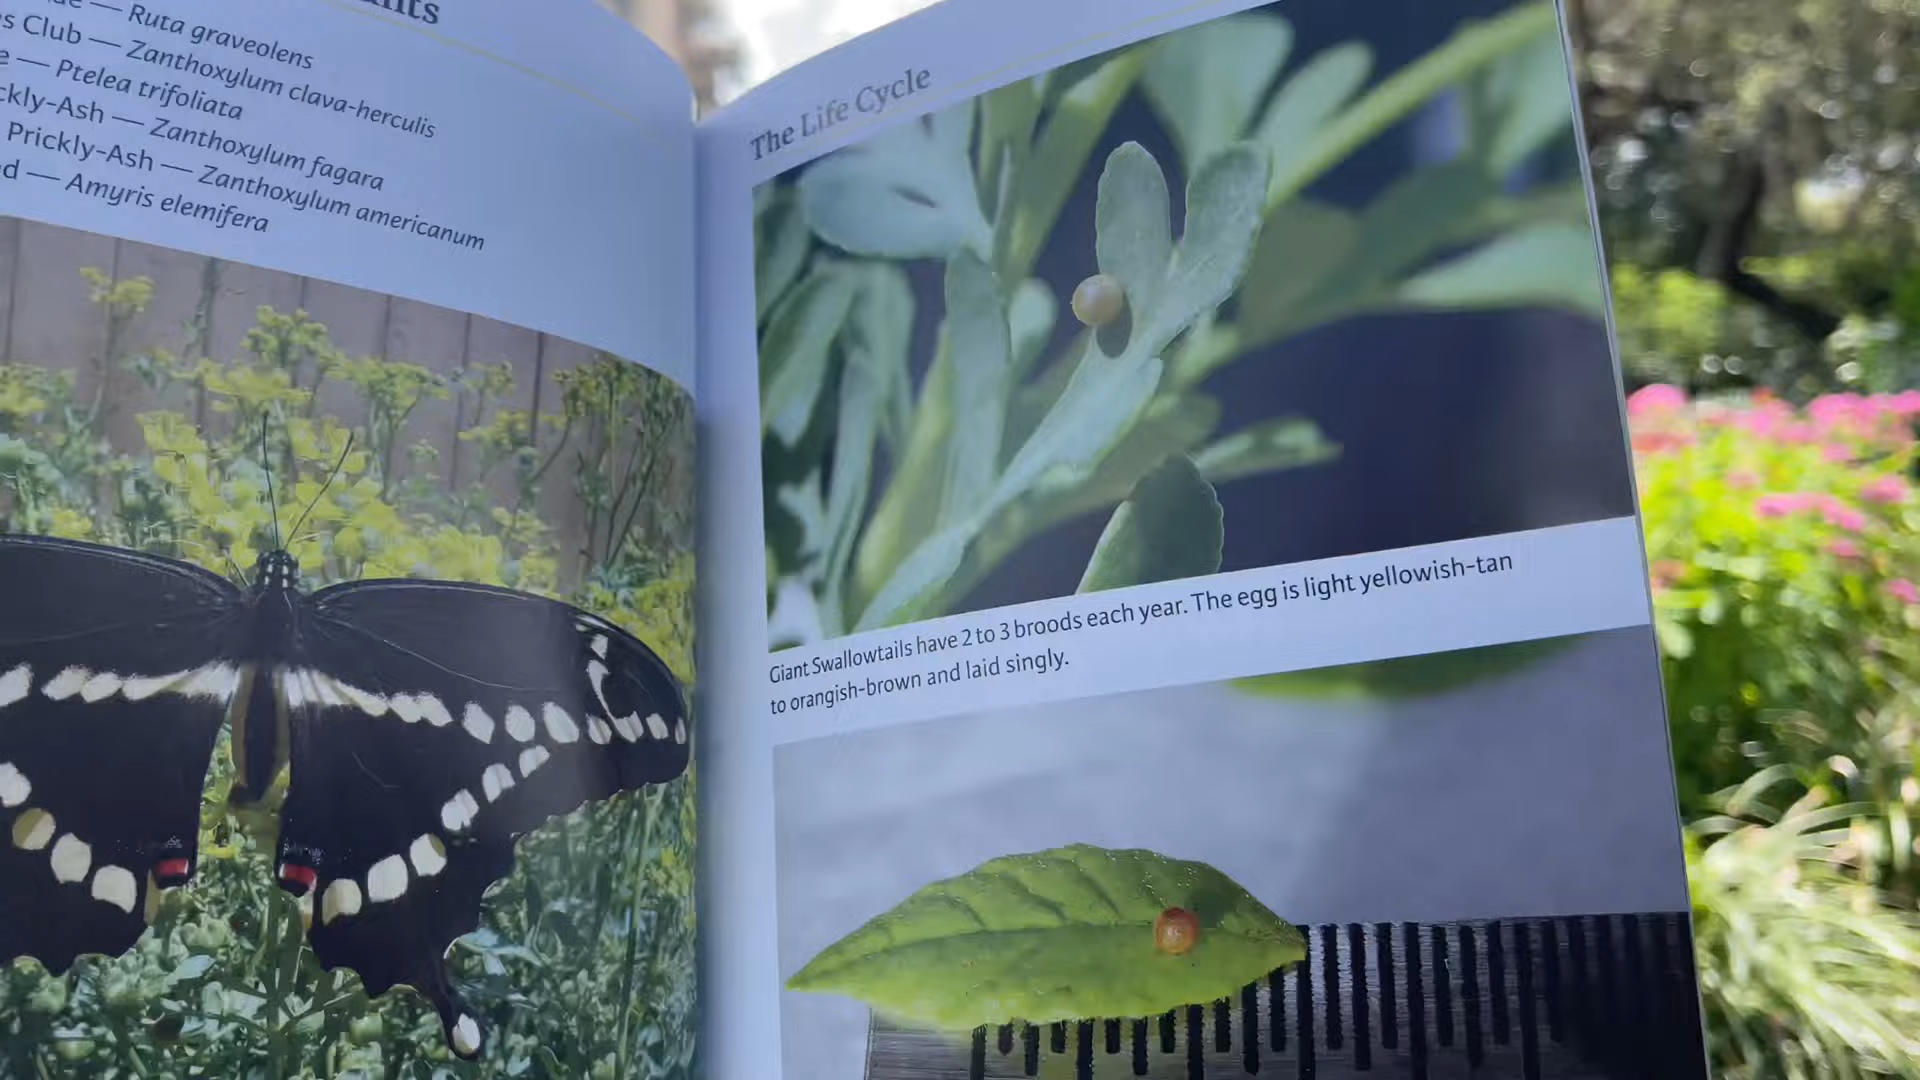 — Ruta graveolens
Club — Zanthoxylum clava-herculis
— Ptelea trifoliata
— Zanthoxylum fagara
Prickly-Ash — Zanthoxylum americanum
— Amyris elemifera
The Life Cycle
Giant Swallowtails have 2 to 3 broods each year. The egg is light yellowish-tan
to orangish-brown and laid singly.